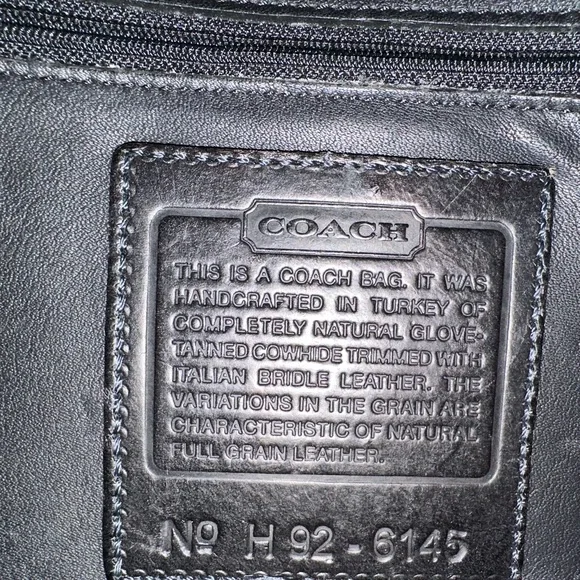 COACH
THIS IS A COACH BAG. IT WAS
HANDCRAFTED IN TURKEY OF
COMPLETELY NATURAL GLOVE-
TANNED COWHIDE TRIMMED WITH
ITALIAN BRIDLE LEATHER. THE
VARIATIONS IN THE GRAIN ARE
CHARACTERISTIC OF NATURAL
FULL GRAIN LEATHER.
Nº H92-6145